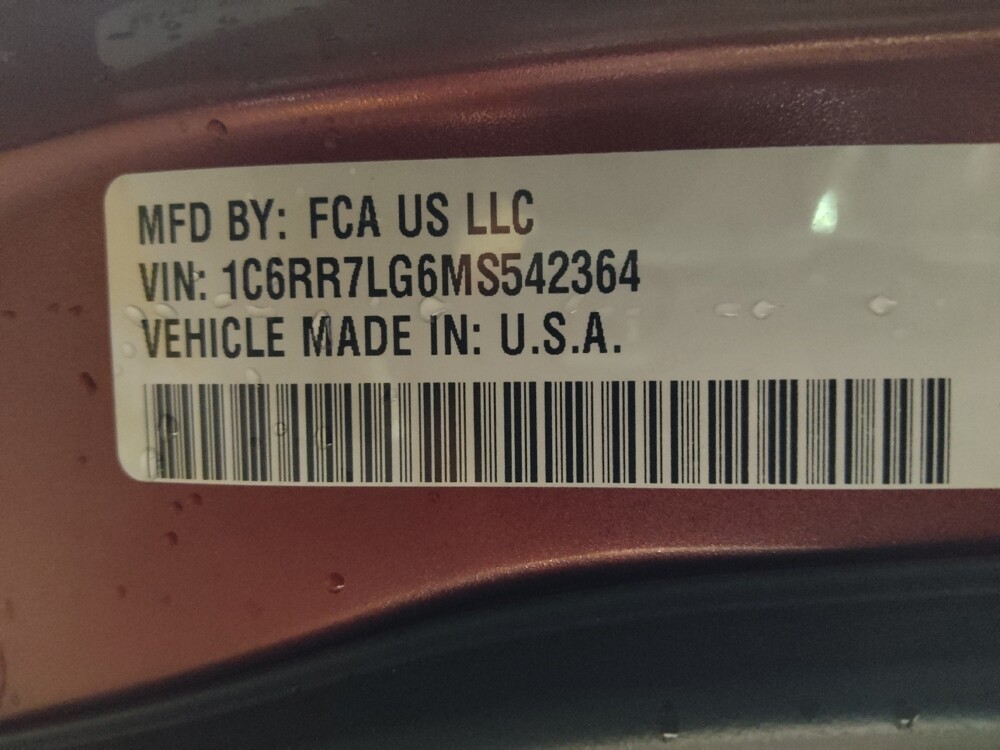 MFD BY: FCA US LLC
VIN: 1C6RR7LG6MS542364
VEHICLE MADE IN: U.S.A.